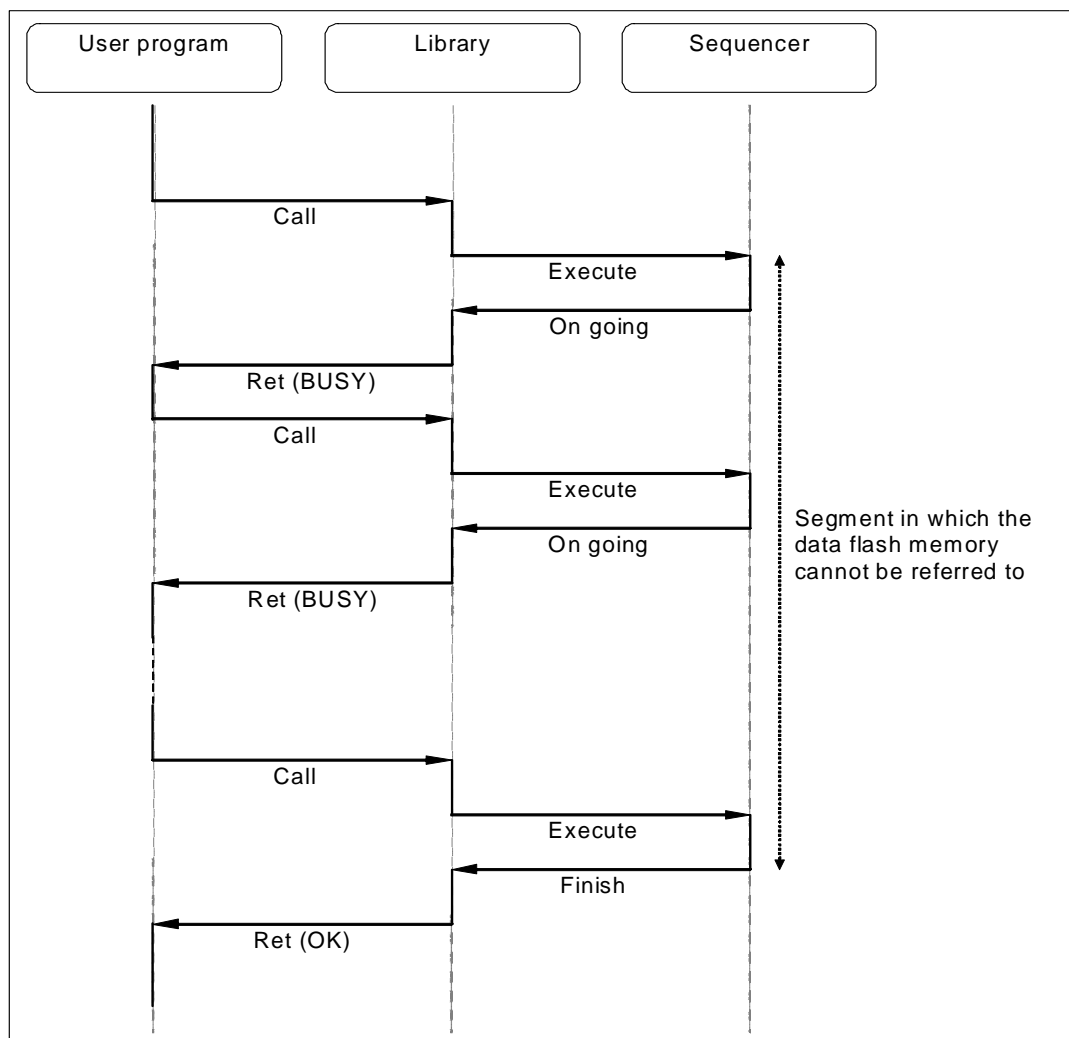 User program
Library
Sequencer
Call
Execute
On going
Ret (BUSY)
Call
Execute
On going
Ret (BUSY)
Segment in which the
data flash memory
cannot be referred to
Call
Execute
Finish
Ret (OK)